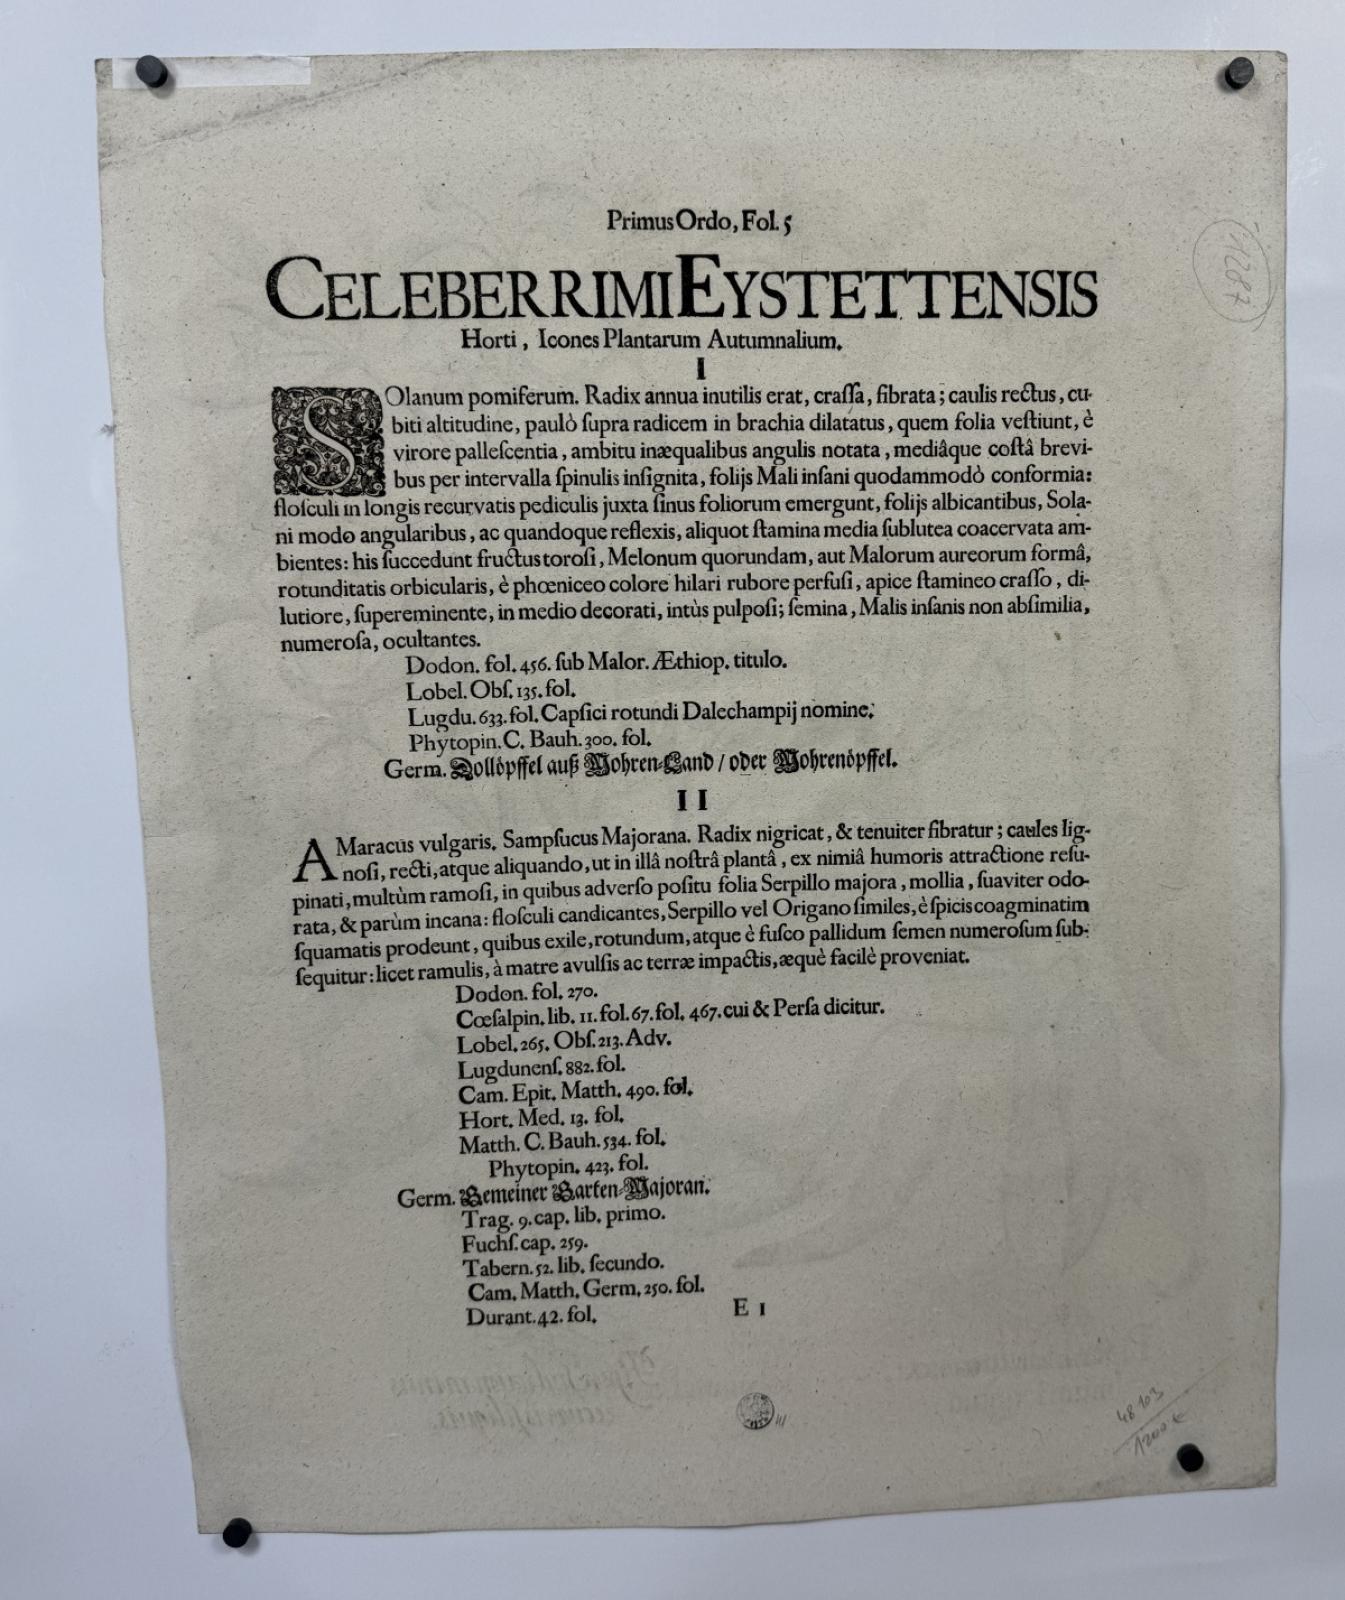 Primus Ordo, Fol. 5
CELEBERRIMI EYSTETTENSIS
Horti, Icones Plantarum Autumnalium.
I
SOlanum pomiferum. Radix annua inutilis erat, craſſa, fibrata; caulis rectus, cu-
biti altitudine, paulò ſupra radicem in brachia dilatatus, quem folia veſtiunt, è
virore palleſcentia, ambitu inæqualibus angulis notata, mediâque coſtâ brevi-
bus per intervalla ſpinulis inſignita, folijs Mali inſani quodammodò conformia:
floſculi in longis recurvatis pediculis juxta ſinus foliorum emergunt, folijs albicantibus, Sola-
ni modo angularibus, ac quandoque reflexis, aliquot ſtamina media ſublutea coacervata am-
bientes: his ſuccedunt fructus toroſi, Melonum quorundam, aut Malorum aureorum formâ,
rotunditatis orbicularis, è phœniceo colore hilari rubore perfuſi, apice ſtamineo craſſo, di-
lutiore, ſupereminente, in medio decorati, intùs pulpoſi; ſemina, Malis inſanis non abſimilia,
numeroſa, ocultantes.
Dodon. fol. 456. ſub Malor. Æthiop. titulo.
Lobel. Obſ. 135. fol.
Lugdu. 633. fol. Capſici rotundi Dalechampij nomine.
Phytopin. C. Bauh. 300. fol.
Germ. Dollöpffel auß Mohren-Land / oder Mohrenöpffel.
II
AMaracus vulgaris. Sampſucus Majorana. Radix nigricat, & tenuiter fibratur; caules lig-
noſi, recti, atque aliquando, ut in illâ noſtrâ plantâ, ex nimiâ humoris attractione reſu-
pinati, multùm ramoſi, in quibus adverſo poſitu folia Serpillo majora, mollia, ſuaviter odo-
rata, & parùm incana: floſculi candicantes, Serpillo vel Origano ſimiles, è ſpicis coagminatim
ſquamatis prodeunt, quibus exile, rotundum, atque è fuſco pallidum ſemen numeroſum ſub-
ſequitur: licet ramulis, à matre avulſis ac terræ impactis, æquè facilè proveniat.
Dodon. fol. 270.
Cœſalpin. lib. 11. fol. 67. fol. 467. cui & Perſa dicitur.
Lobel. 265. Obſ. 213. Adv.
Lugdunenſ. 882. fol.
Cam. Epit. Matth. 490. fol.
Hort. Med. 13. fol.
Matth. C. Bauh. 534. fol.
Phytopin. 423. fol.
Germ. Gemeiner Garten-Majoran.
Trag. 9. cap. lib. primo.
Fuchſ. cap. 259.
Tabern. 52. lib. ſecundo.
Cam. Matth. Germ. 250. fol.
Durant. 42. fol.
E 1
48103
1200 €